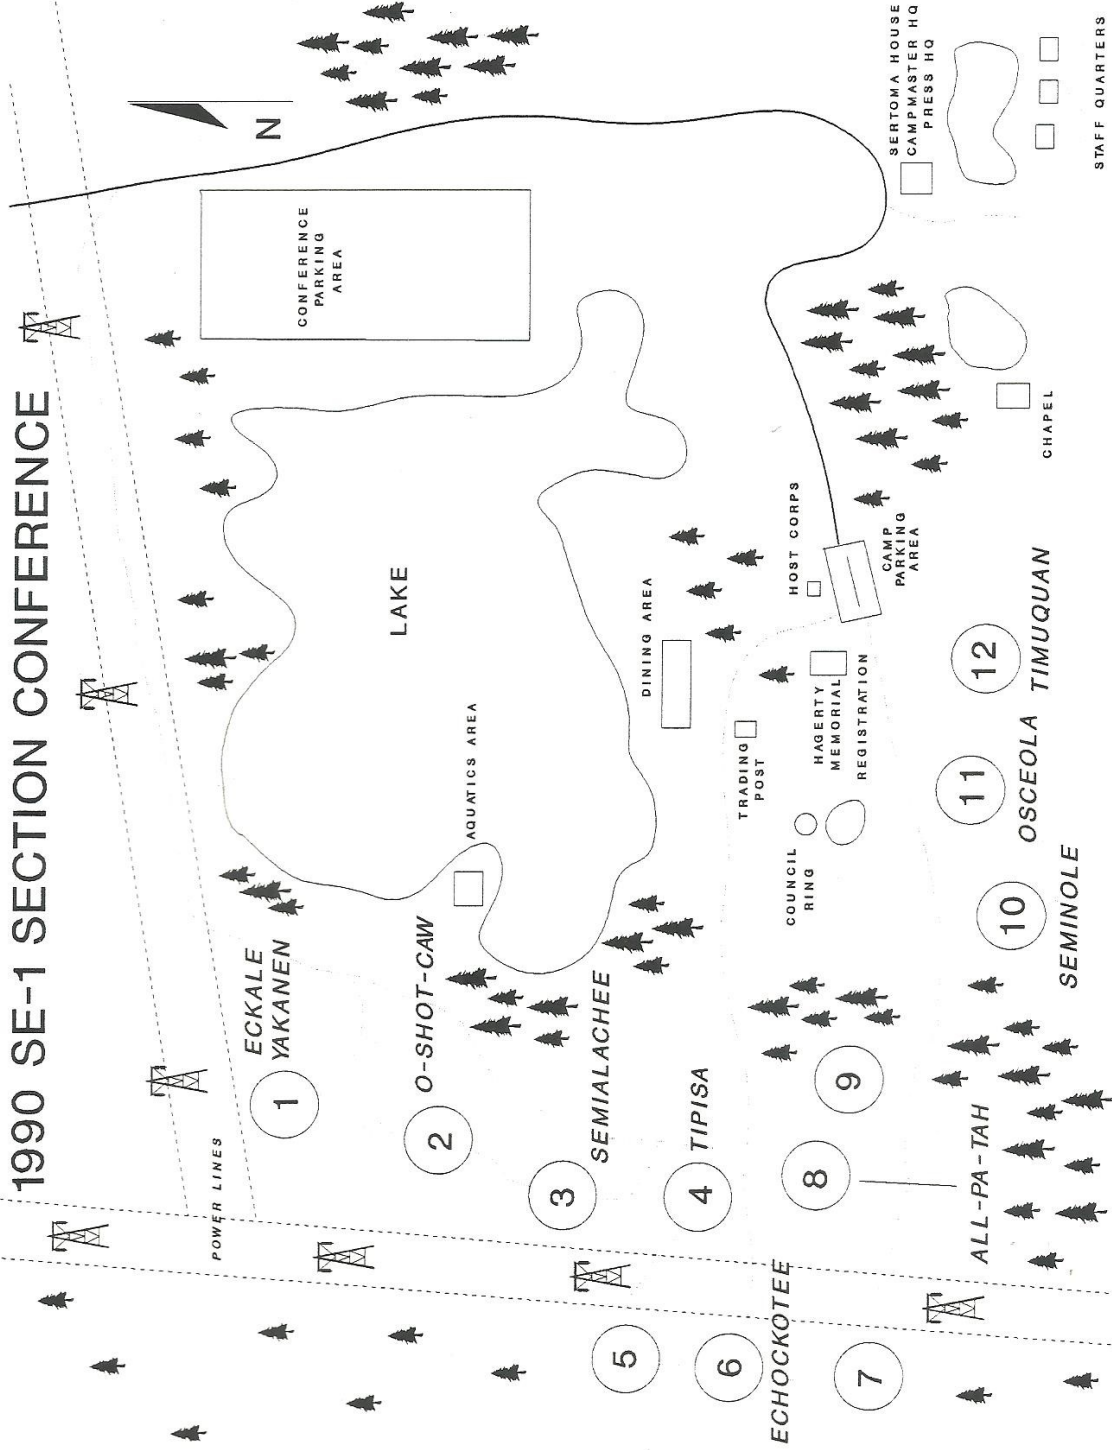 1990 SE-1 SECTION CONFERENCE
N
CONFERENCE
PARKING
AREA
SERTOMA HOUSE
CAMPMASTER HQ
PRESS HQ
STAFF QUARTERS
LAKE
POWER LINES
AQUATICS AREA
DINING AREA
HOST CORPS
CAMP
PARKING
AREA
CHAPEL
TRADING
POST
HAGERTY
MEMORIAL
REGISTRATION
COUNCIL
RING
1
ECKALE
YAKANEN
2
O-SHOT-CAW
3
SEMIALACHEE
4
TIPISA
5
6
ECHOCKOTEE
7
8
ALL-PA-TAH
9
10
SEMINOLE
11
OSCEOLA
12
TIMUQUAN